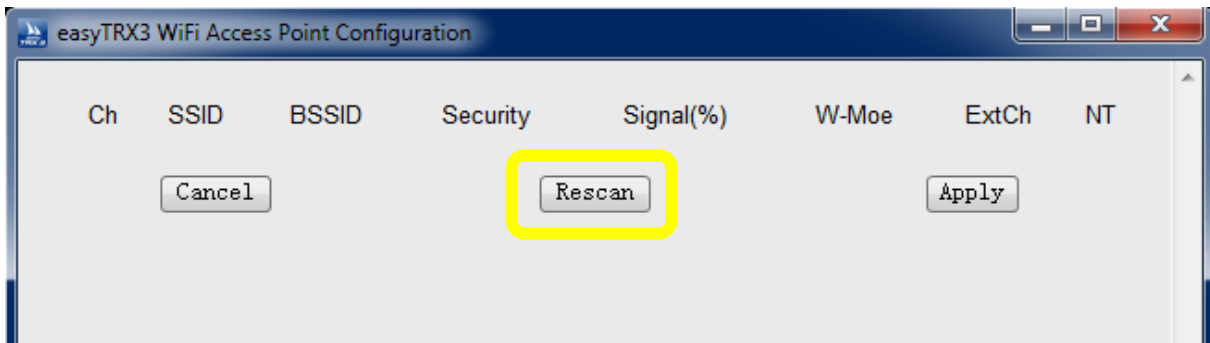 easyTRX3 WiFi Access Point Configuration
Ch SSID BSSID Security Signal(%) W-Moe ExtCh NT
Cancel Rescan Apply